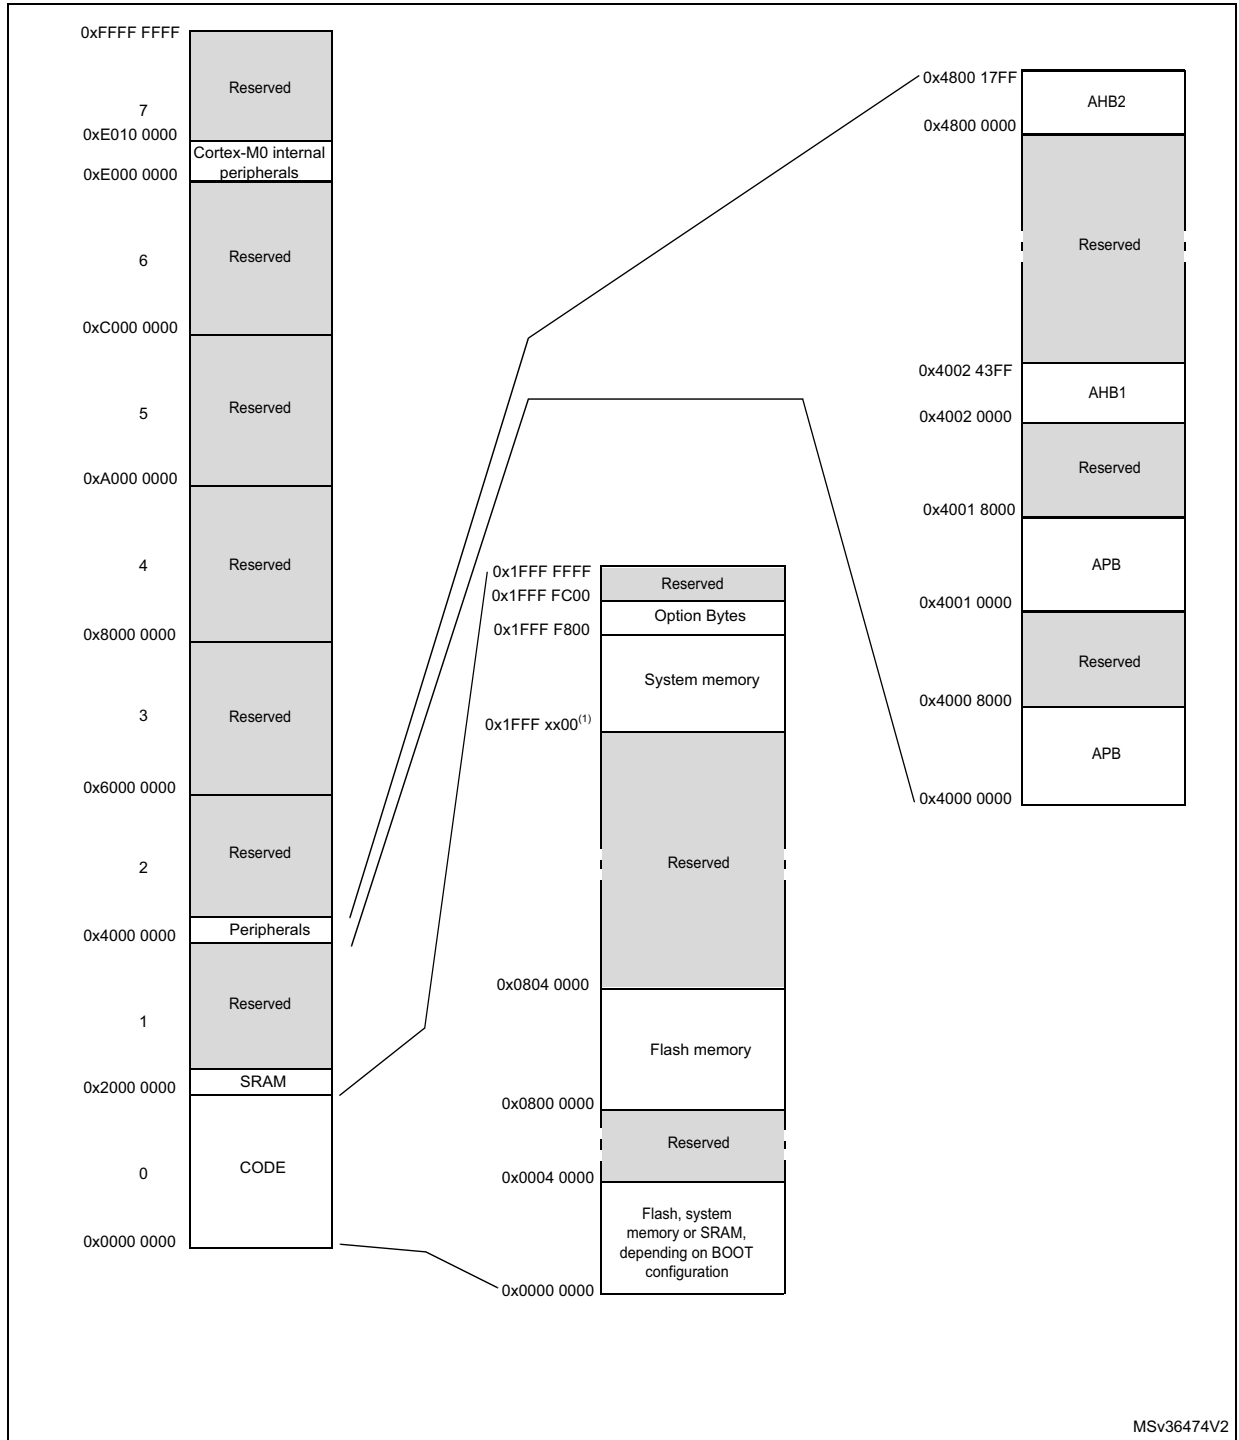 0xFFFF FFFF
Reserved
7
0xE010 0000
Cortex-M0 internal
peripherals
0xE000 0000
Reserved
6
0xC000 0000
Reserved
5
0xA000 0000
Reserved
4
0x8000 0000
Reserved
3
0x6000 0000
Reserved
2
Peripherals
0x4000 0000
Reserved
1
SRAM
0x2000 0000
CODE
0
0x0000 0000
0x1FFF FFFF
Reserved
0x1FFF FC00
Option Bytes
0x1FFF F800
System memory
0x1FFF xx00(1)
Reserved
0x0804 0000
Flash memory
0x0800 0000
Reserved
0x0004 0000
Flash, system
memory or SRAM,
depending on BOOT
configuration
0x0000 0000
0x4800 17FF
AHB2
0x4800 0000
Reserved
0x4002 43FF
AHB1
0x4002 0000
Reserved
0x4001 8000
APB
0x4001 0000
Reserved
0x4000 8000
APB
0x4000 0000
MSv36474V2